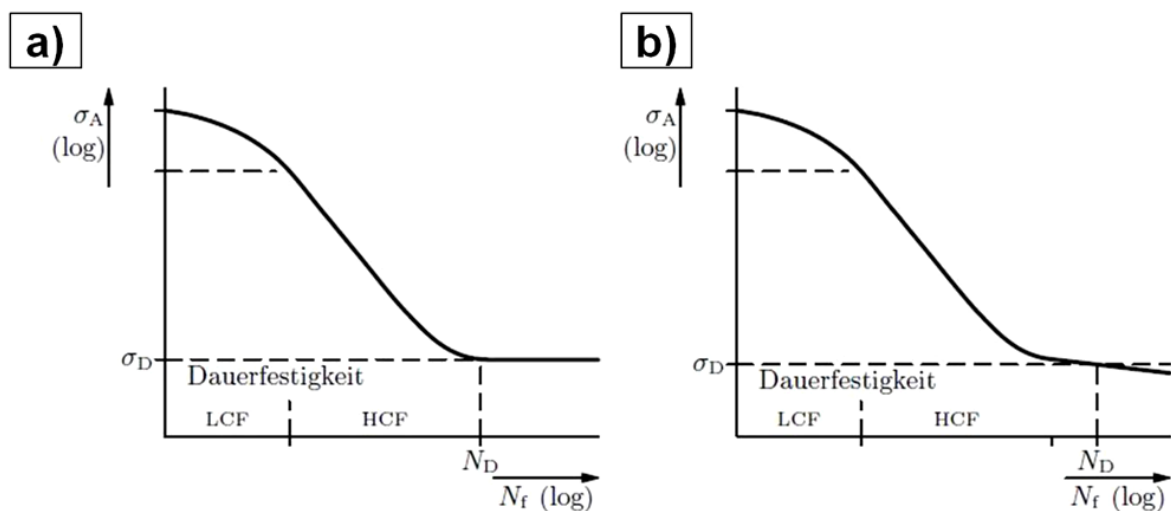 a)
σA
(log)
σD
Dauerfestigkeit
LCF
HCF
ND
Nf (log)
b)
σA
(log)
σD
Dauerfestigkeit
LCF
HCF
ND
Nf (log)